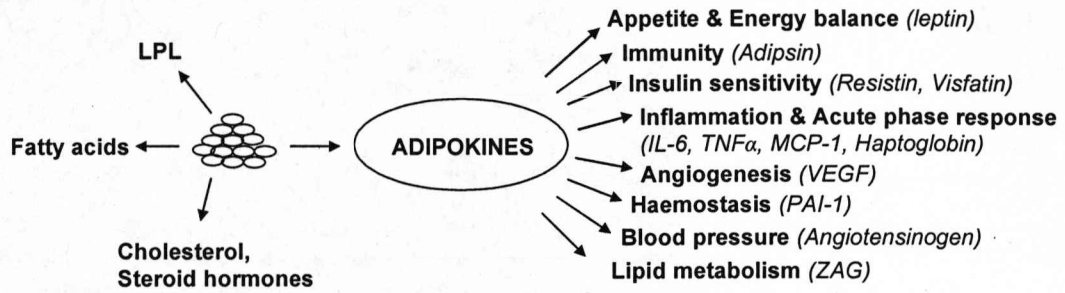 LPL
Fatty acids
Cholesterol,
Steroid hormones
ADIPOKINES
Appetite & Energy balance (leptin)
Immunity (Adipsin)
Insulin sensitivity (Resistin, Visfatin)
Inflammation & Acute phase response
(IL-6, TNFα, MCP-1, Haptoglobin)
Angiogenesis (VEGF)
Haemostasis (PAI-1)
Blood pressure (Angiotensinogen)
Lipid metabolism (ZAG)